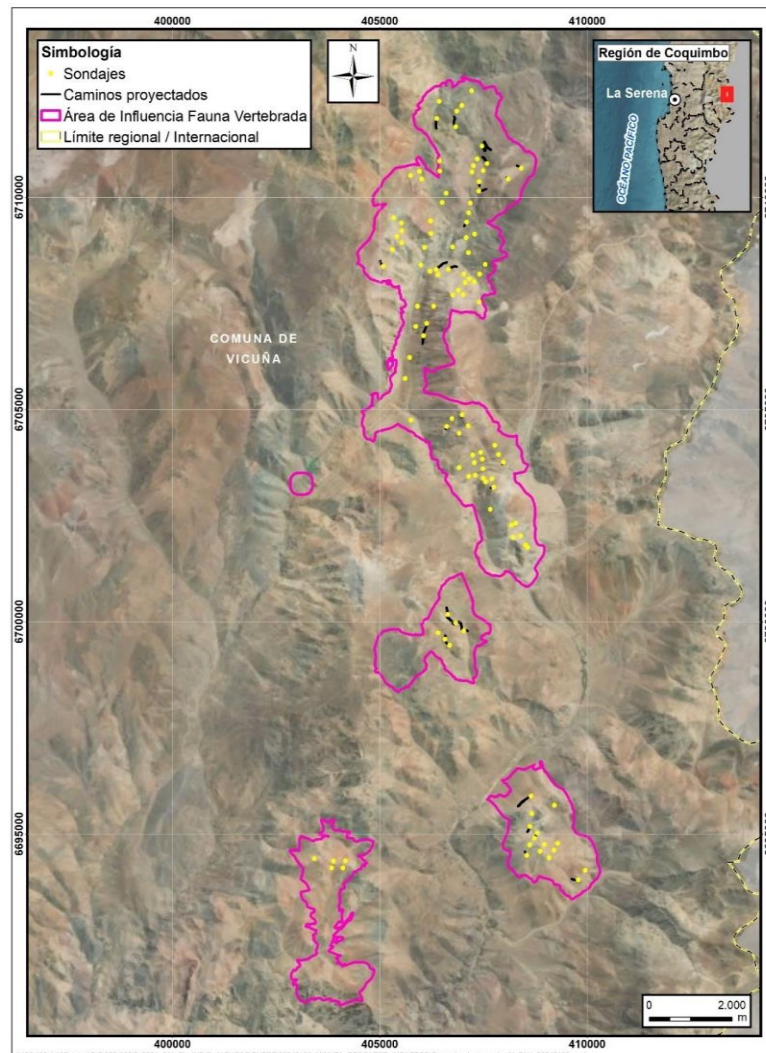 400000 405000 410000
Simbología
Sondajes
Caminos proyectados
Área de Influencia Fauna Vertebrada
Límite regional / Internacional
N
Región de Coquimbo
La Serena
OCÉANO PACÍFICO
6710000
COMUNA DE
VICUÑA
6705000
6700000
6695000
0 2.000
m
400000 405000 410000